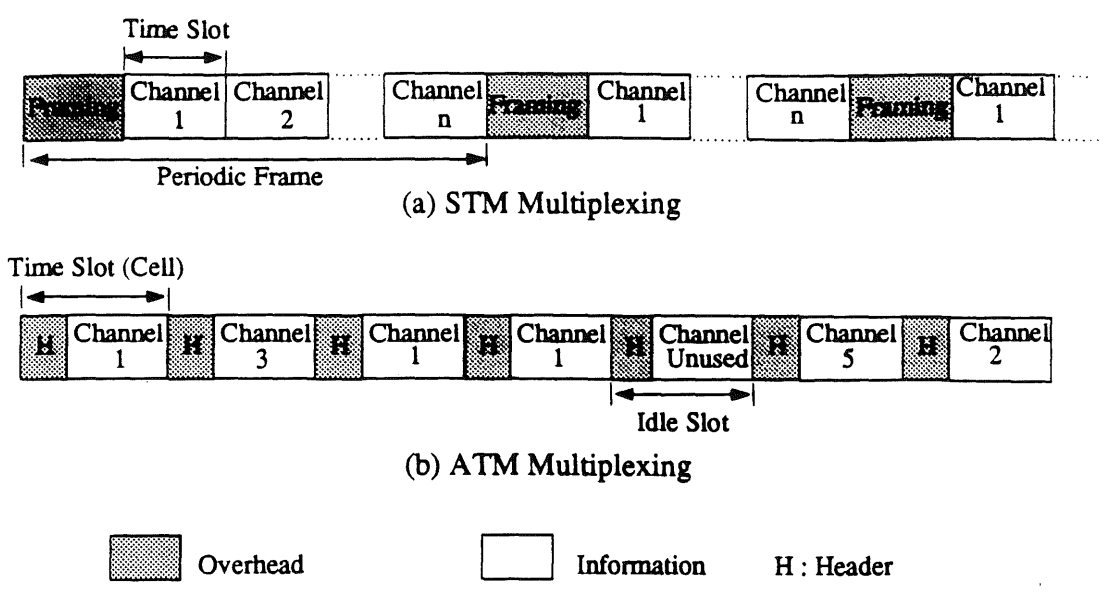 Time Slot
Framing Channel 1 Channel 2 Channel n Framing Channel 1 Channel n Framing Channel 1
Periodic Frame
(a) STM Multiplexing
Time Slot (Cell)
H Channel 1 H Channel 3 H Channel 1 H Channel 1 H Channel Unused H Channel 5 H Channel 2
Idle Slot
(b) ATM Multiplexing
Overhead Information H : Header